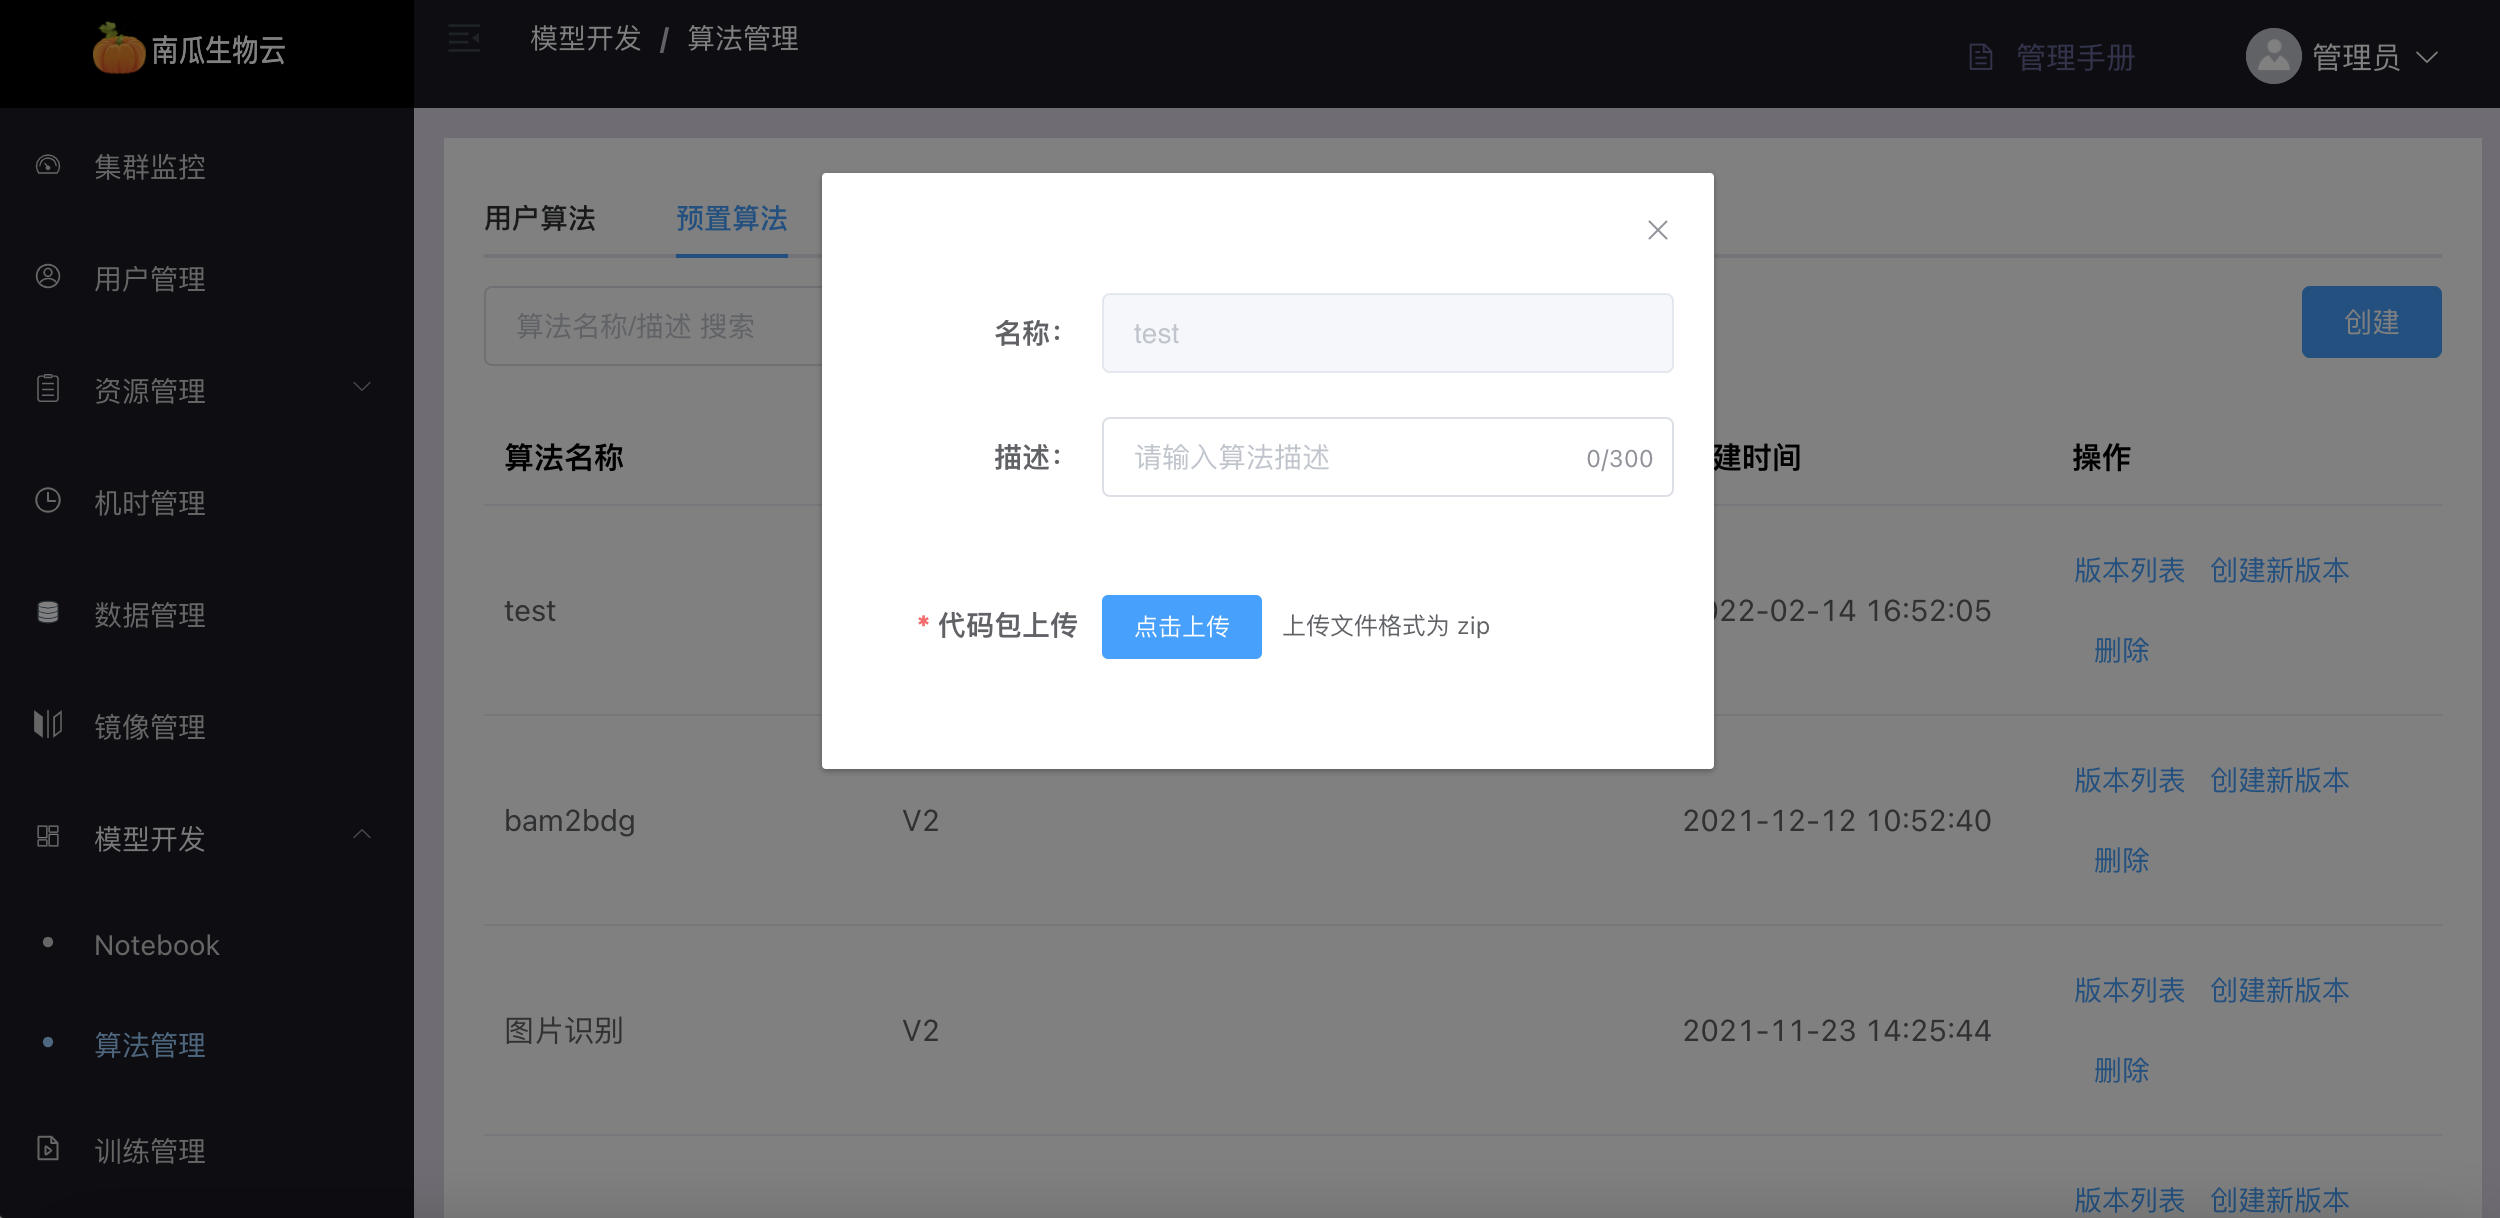 南瓜生物云
模型开发 / 算法管理
管理手册
管理员
集群监控
用户管理
资源管理
机时管理
数据管理
镜像管理
模型开发
Notebook
算法管理
训练管理
用户算法 预置算法
算法名称/描述 搜索
创建
算法名称 建时间 操作
test 022-02-14 16:52:05 版本列表 创建新版本
删除
bam2bdg V2 2021-12-12 10:52:40 版本列表 创建新版本
删除
图片识别 V2 2021-11-23 14:25:44 版本列表 创建新版本
删除
版本列表 创建新版本
名称： test
描述： 请输入算法描述 0/300
* 代码包上传 点击上传 上传文件格式为 zip